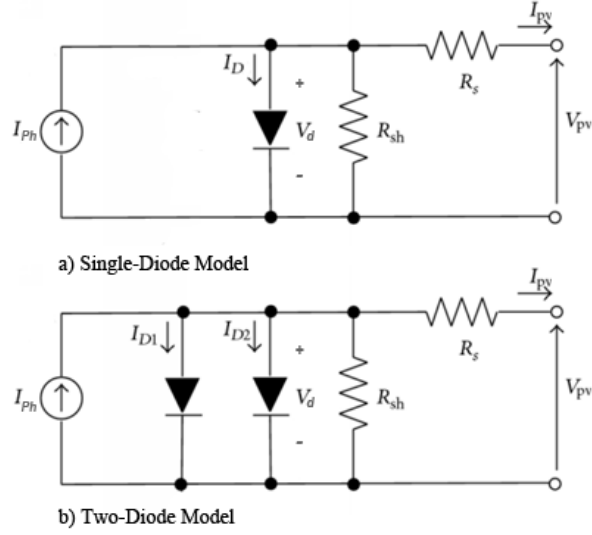 I_pv
I_D
+
R_s
I_Ph
V_d
R_sh
V_pv
-
a) Single-Diode Model
I_pv
I_D1
I_D2
+
R_s
I_Ph
V_d
R_sh
V_pv
-
b) Two-Diode Model